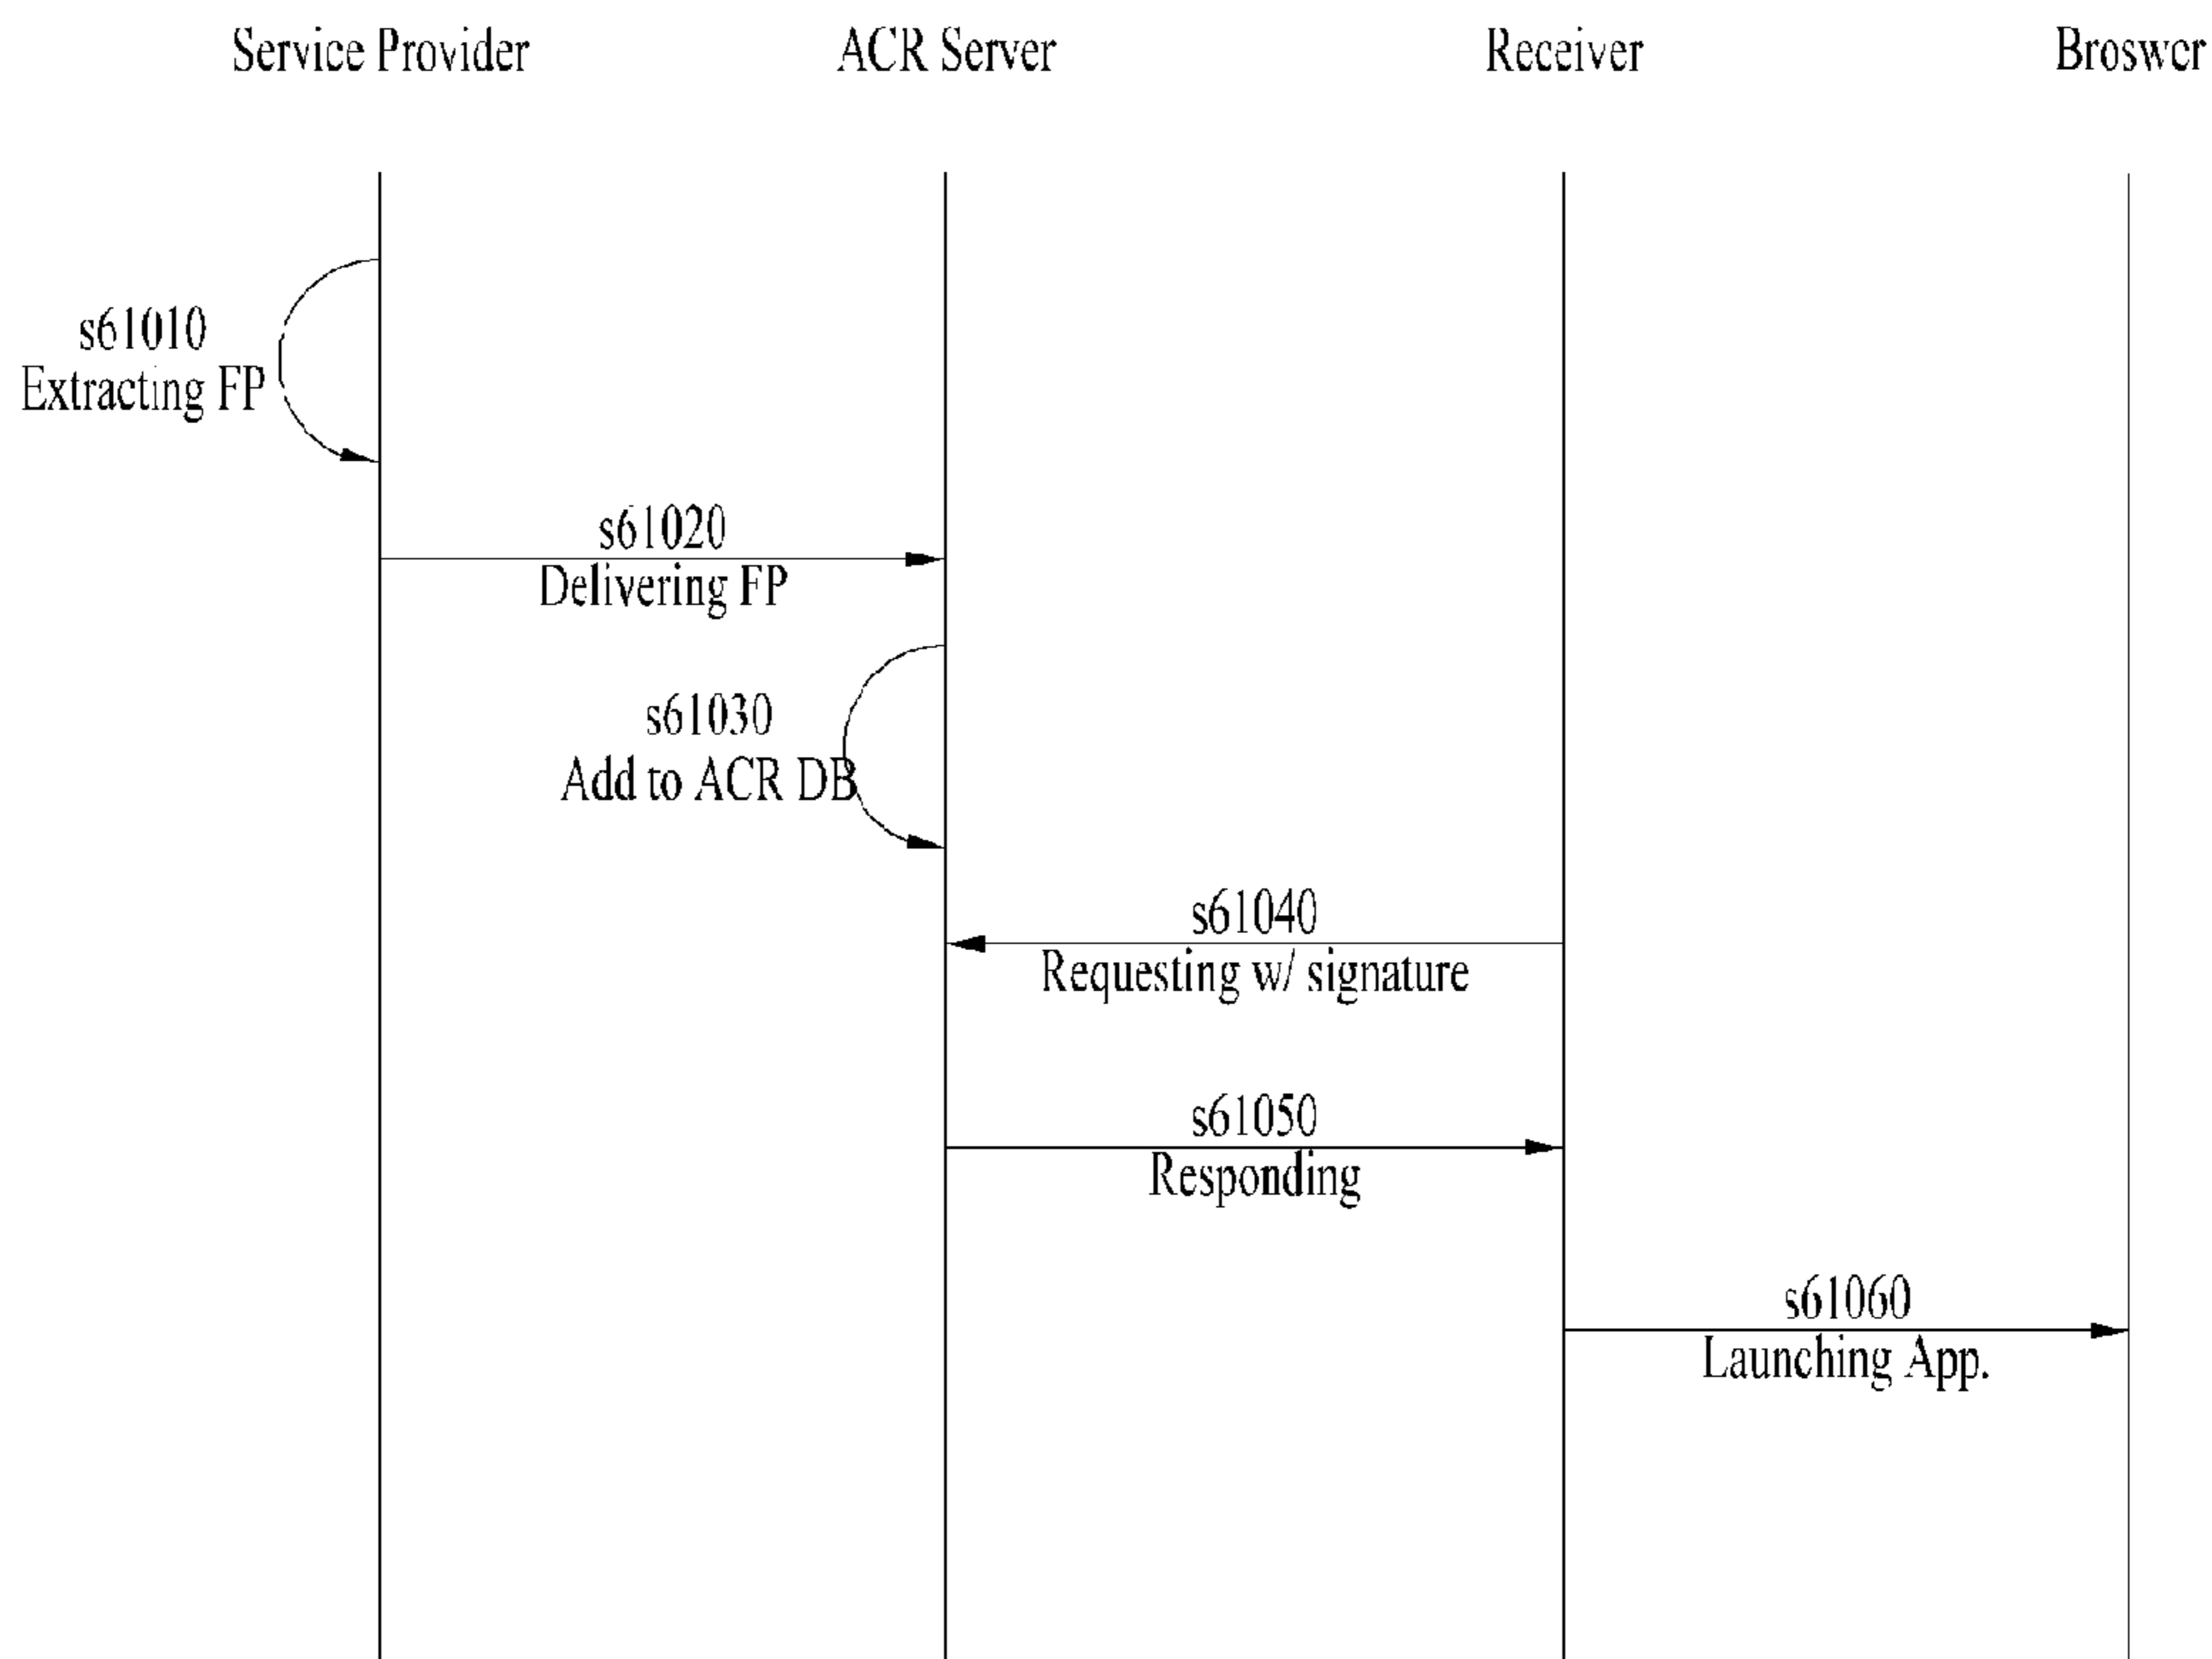 Service Provider
ACR Server
Receiver
Broswer
s61010
Extracting FP
s61020
Delivering FP
s61030
Add to ACR DB
s61040
Requesting w/ signature
s61050
Responding
s61060
Launching App.